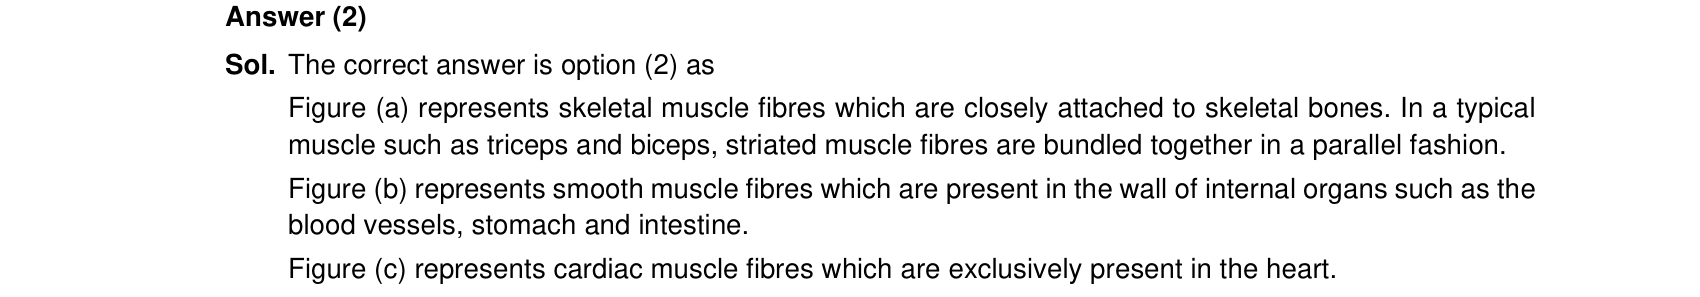 Answer (2)
Sol. The correct answer is option (2) as
Figure (a) represents skeletal muscle fibres which are closely attached to skeletal bones. In a typical
muscle such as triceps and biceps, striated muscle fibres are bundled together in a parallel fashion.
Figure (b) represents smooth muscle fibres which are present in the wall of internal organs such as the
blood vessels, stomach and intestine.
Figure (c) represents cardiac muscle fibres which are exclusively present in the heart.